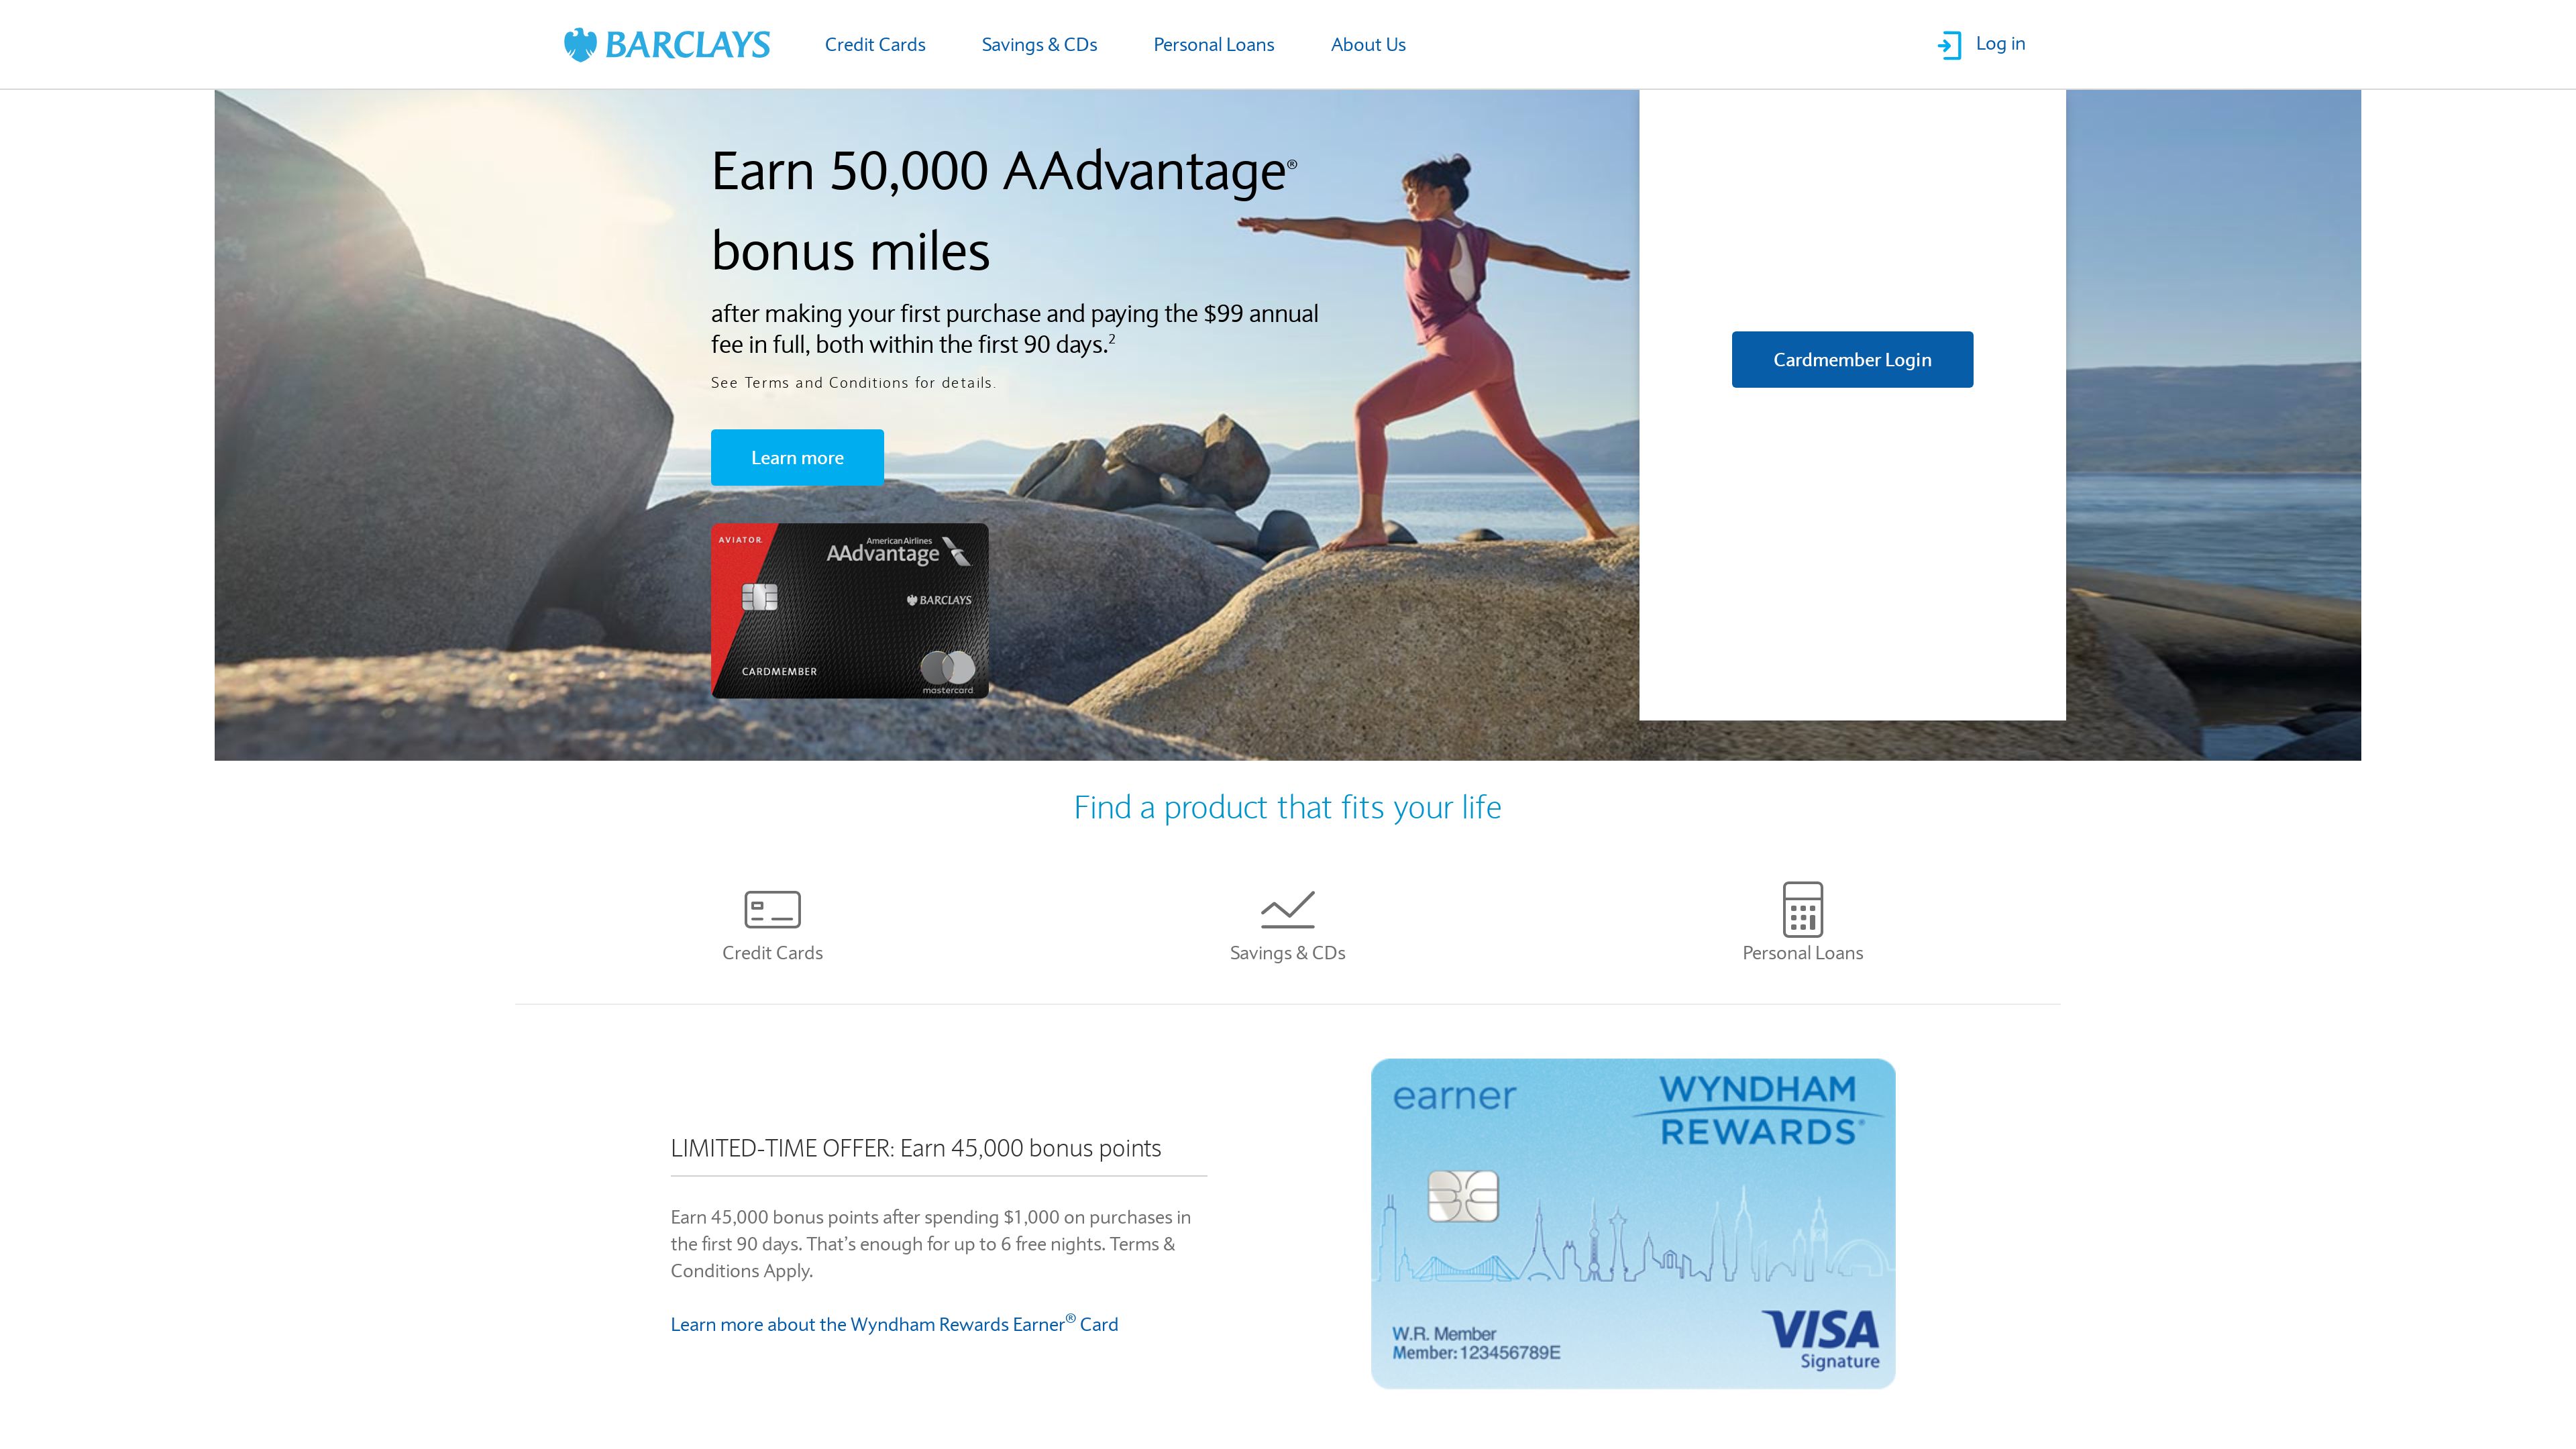 BARCLAYS
Credit Cards
Savings & CDs
Personal Loans
About Us
Log in
Earn 50,000 AAdvantage®
bonus miles
after making your first purchase and paying the $99 annual
fee in full, both within the first 90 days.2
See Terms and Conditions for details.
Learn more
Cardmember Login
AVIATOR
American Airlines
AAdvantage
BARCLAYS
CARDMEMBER
mastercard
Find a product that fits your life
Credit Cards
Savings & CDs
Personal Loans
LIMITED-TIME OFFER: Earn 45,000 bonus points
Earn 45,000 bonus points after spending $1,000 on purchases in
the first 90 days. That’s enough for up to 6 free nights. Terms &
Conditions Apply.
Learn more about the Wyndham Rewards Earner® Card
earner
WYNDHAM
REWARDS®
W.R. Member
Member: 123456789E
VISA
Signature